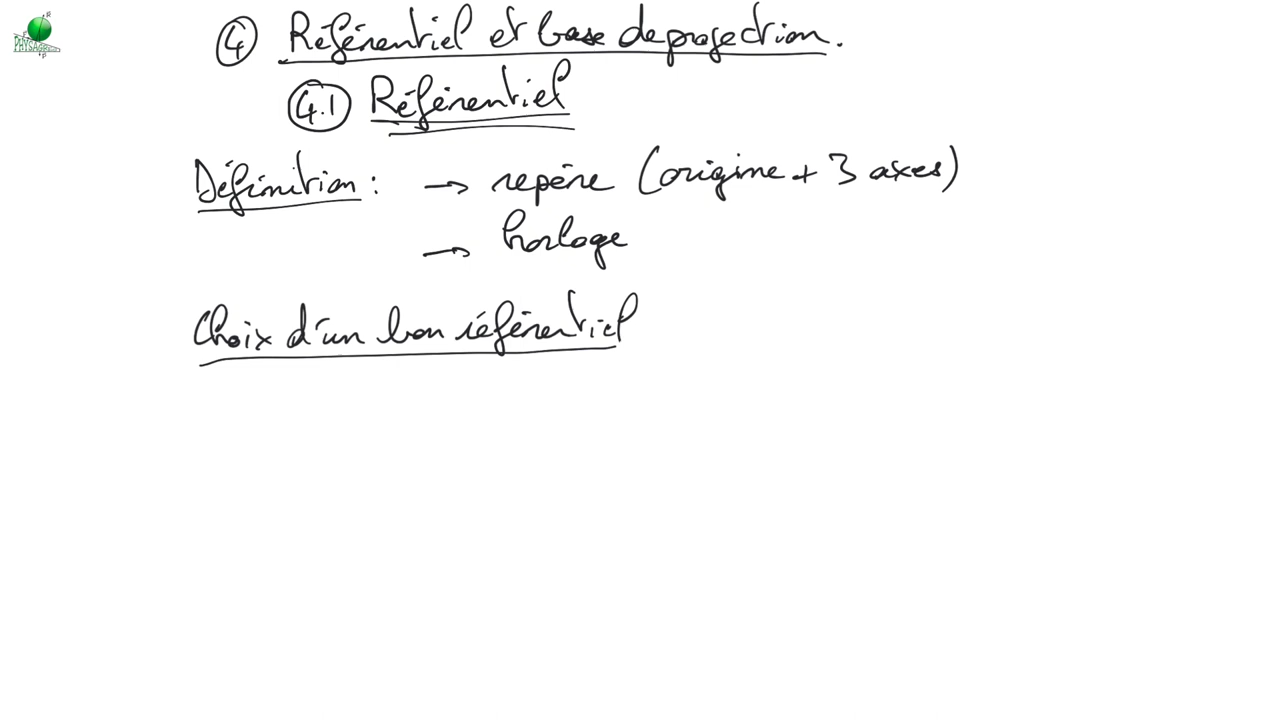 ④ Référentiel et base de projection.
4.1 Référentiel
Définition : → repère (origine + 3 axes)
→ horloge
Choix d'un bon référentiel